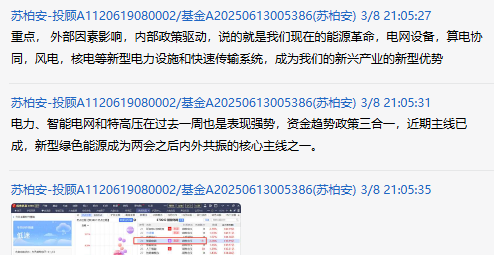 苏柏安-投顾A1120619080002/基金A20250613005386(苏柏安) 3/8 21:05:27
重点， 外部因素影响，内部政策驱动，说的就是我们现在的能源革命，电网设备，算电协
同，风电，核电等新型电力设施和快速传输系统，成为我们的新兴产业的新型优势
苏柏安-投顾A1120619080002/基金A20250613005386(苏柏安) 3/8 21:05:31
电力、智能电网和特高压在过去一周也是表现强势，资金趋势政策三合一，近期主线已
成，新型绿色能源成为两会之后内外共振的核心主线之一。
苏柏安-投顾A1120619080002/基金A20250613005386(苏柏安) 3/8 21:05:35